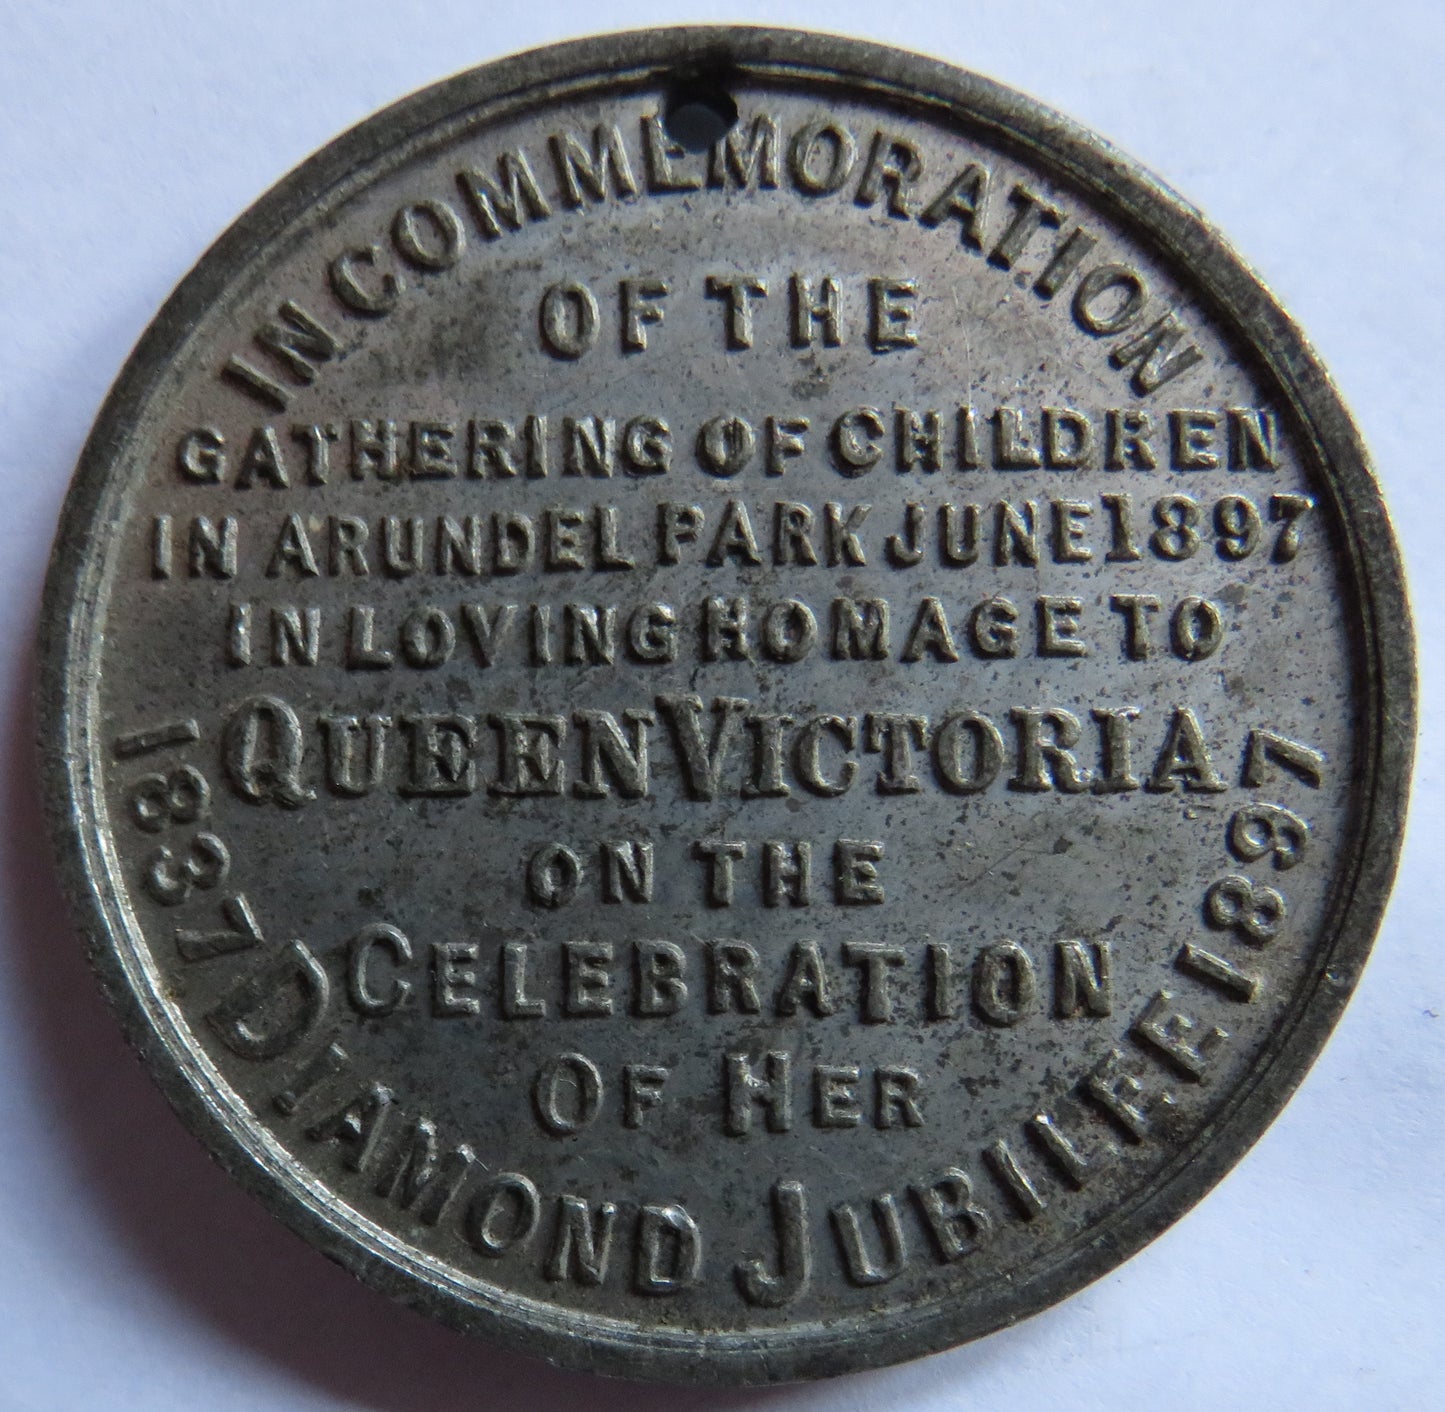 IN COMMEMORATION
OF THE
GATHERING OF CHILDREN
IN ARUNDEL PARK JUNE 1897
IN LOVING HOMAGE TO
QUEEN VICTORIA
ON THE
CELEBRATION
OF HER
1837 DIAMOND JUBILEE 1897